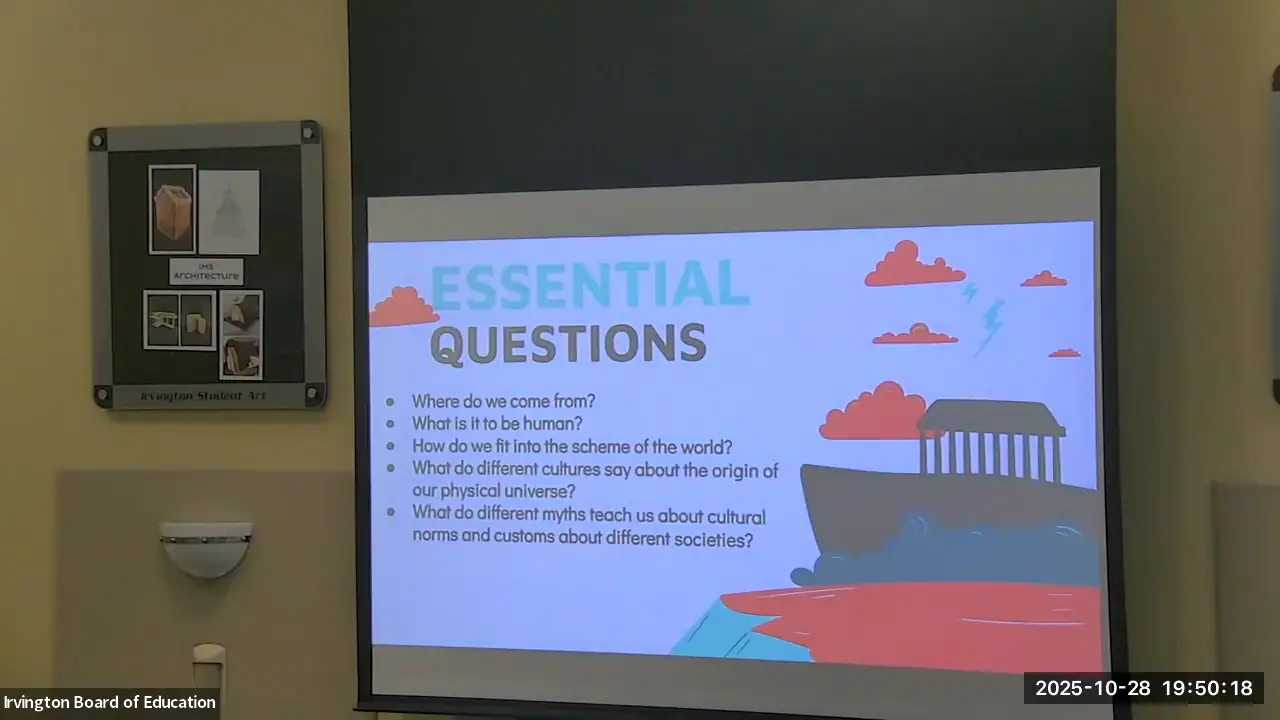 IHS
ARCHITECTURE
Irvington Student Art
ESSENTIAL
QUESTIONS
Where do we come from?
What is it to be human?
How do we fit into the scheme of the world?
What do different cultures say about the origin of
our physical universe?
What do different myths teach us about cultural
norms and customs about different societies?
Irvington Board of Education
2025-10-28 19:50:18